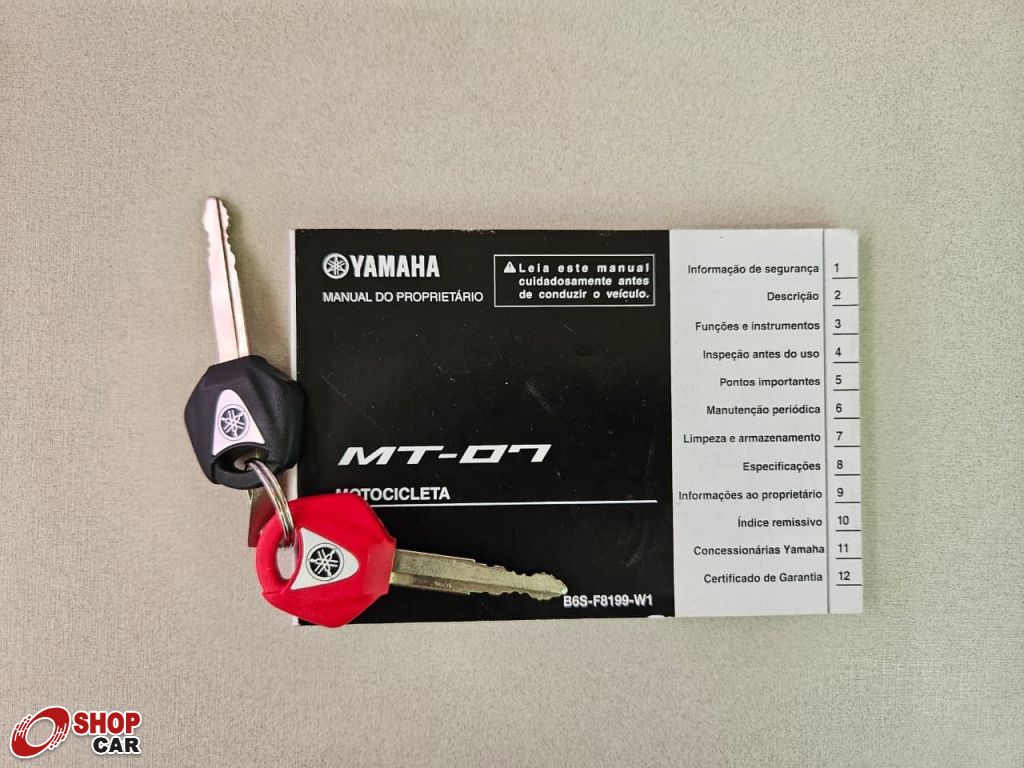 YAMAHA
MANUAL DO PROPRIETÁRIO
Leia este manual
cuidadosamente antes
de conduzir o veículo.
MT-07
MOTOCICLETA
B6S-F8199-W1
Informação de segurança 1
Descrição 2
Funções e instrumentos 3
Inspeção antes do uso 4
Pontos importantes 5
Manutenção periódica 6
Limpeza e armazenamento 7
Especificações 8
Informações ao proprietário 9
Índice remissivo 10
Concessionárias Yamaha 11
Certificado de Garantia 12
SHOP
CAR